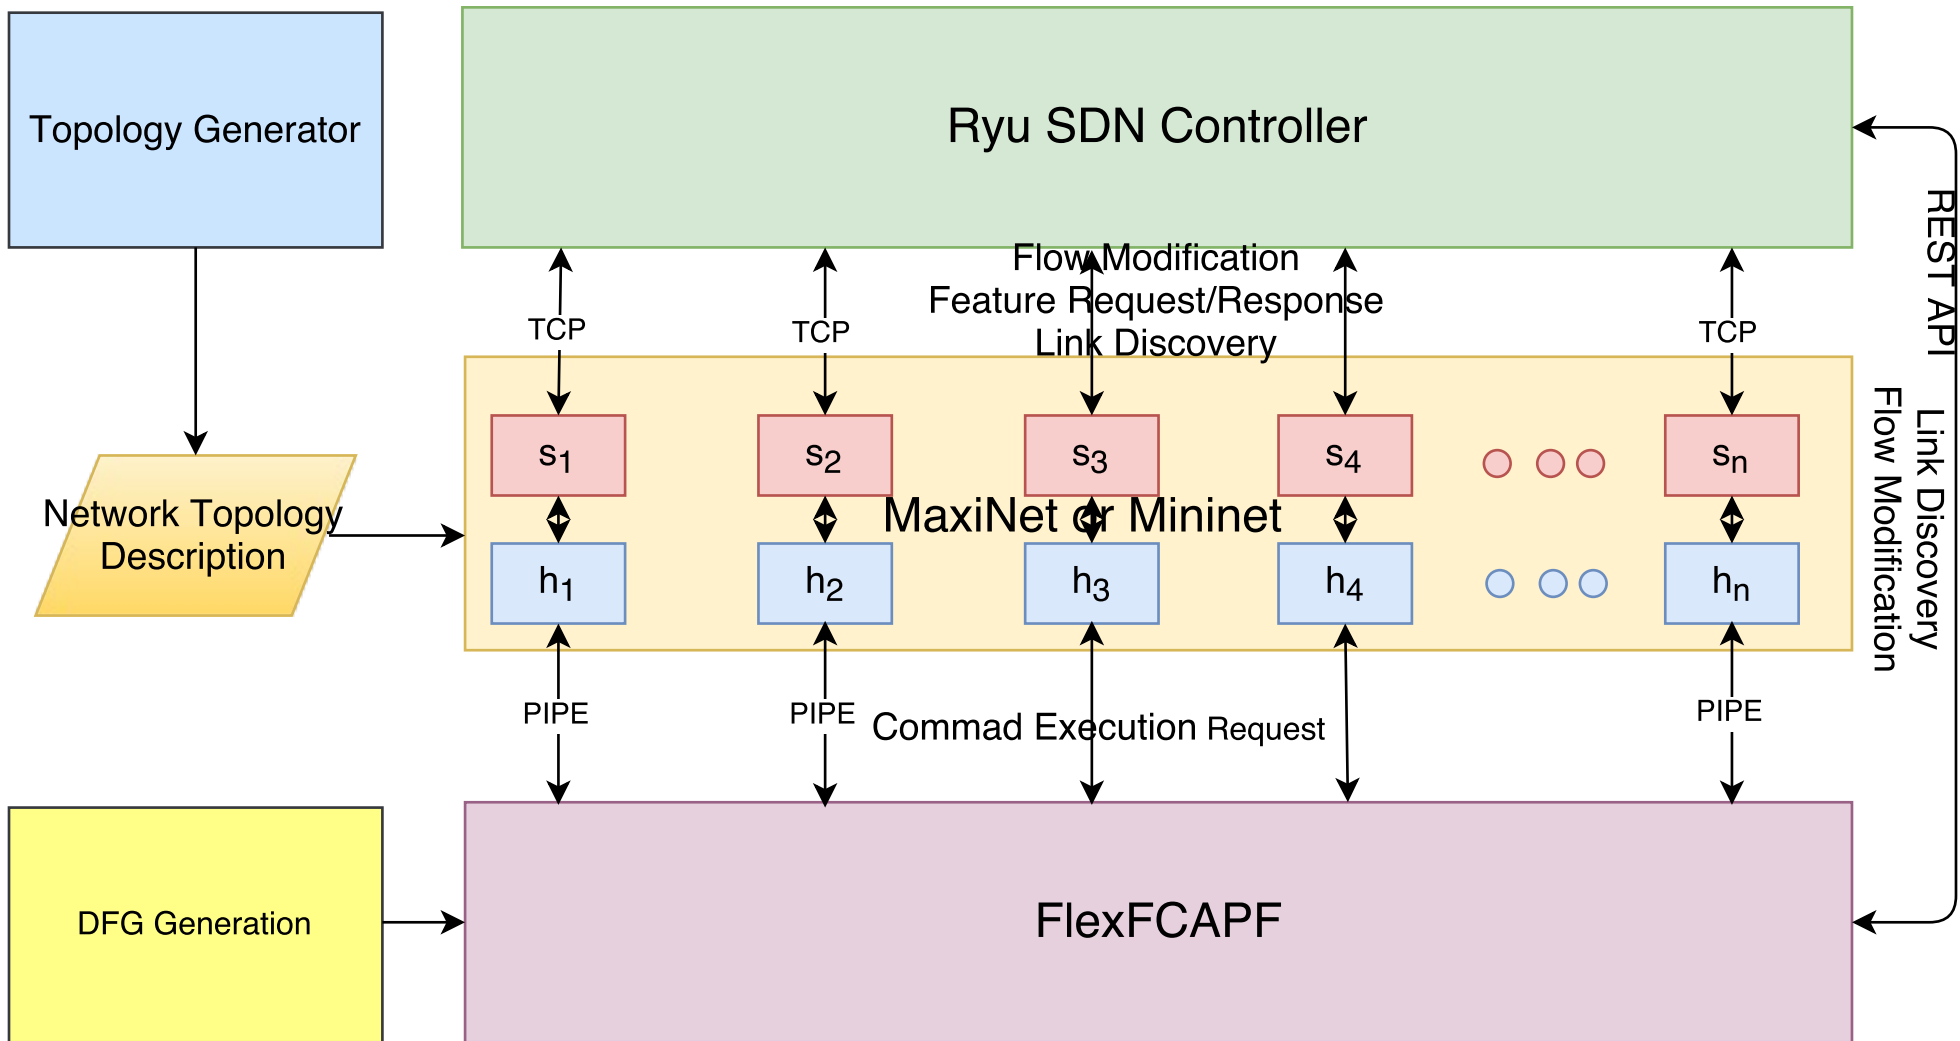 Topology Generator
Ryu SDN Controller
Flow Modification
Feature Request/Response
Link Discovery
TCP
TCP
TCP
REST API
Link Discovery
Flow Modification
s1
s2
s3
s4
sn
Network Topology
Description
MaxiNet or Mininet
h1
h2
h3
h4
hn
PIPE
PIPE
Commad Execution Request
PIPE
DFG Generation
FlexFCAPF